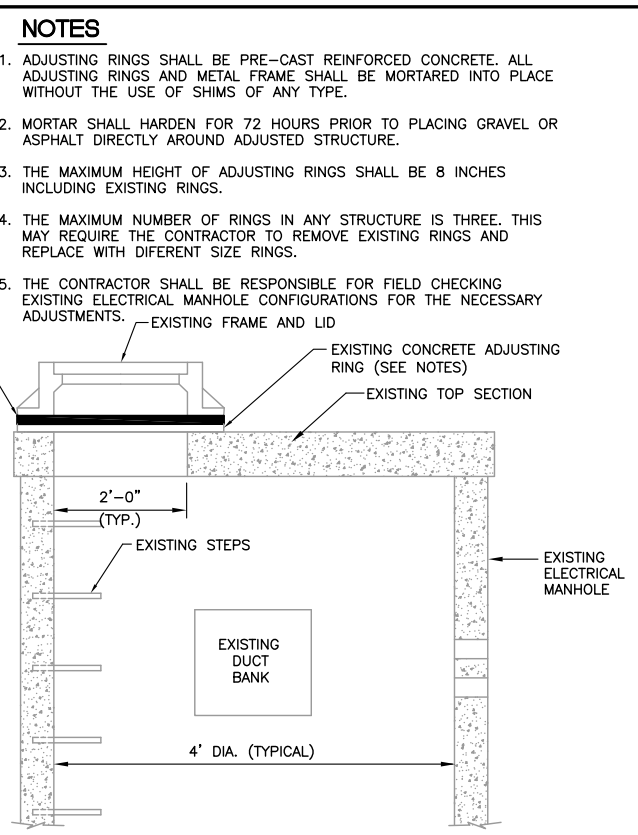 NOTES
1. ADJUSTING RINGS SHALL BE PRE-CAST REINFORCED CONCRETE. ALL
ADJUSTING RINGS AND METAL FRAME SHALL BE MORTARED INTO PLACE
WITHOUT THE USE OF SHIMS OF ANY TYPE.
2. MORTAR SHALL HARDEN FOR 72 HOURS PRIOR TO PLACING GRAVEL OR
ASPHALT DIRECTLY AROUND ADJUSTED STRUCTURE.
3. THE MAXIMUM HEIGHT OF ADJUSTING RINGS SHALL BE 8 INCHES
INCLUDING EXISTING RINGS.
4. THE MAXIMUM NUMBER OF RINGS IN ANY STRUCTURE IS THREE. THIS
MAY REQUIRE THE CONTRACTOR TO REMOVE EXISTING RINGS AND
REPLACE WITH DIFERENT SIZE RINGS.
5. THE CONTRACTOR SHALL BE RESPONSIBLE FOR FIELD CHECKING
EXISTING ELECTRICAL MANHOLE CONFIGURATIONS FOR THE NECESSARY
ADJUSTMENTS.
EXISTING FRAME AND LID
EXISTING CONCRETE ADJUSTING
RING (SEE NOTES)
EXISTING TOP SECTION
2'-0"
(TYP.)
EXISTING STEPS
EXISTING
ELECTRICAL
MANHOLE
EXISTING
DUCT
BANK
4' DIA. (TYPICAL)